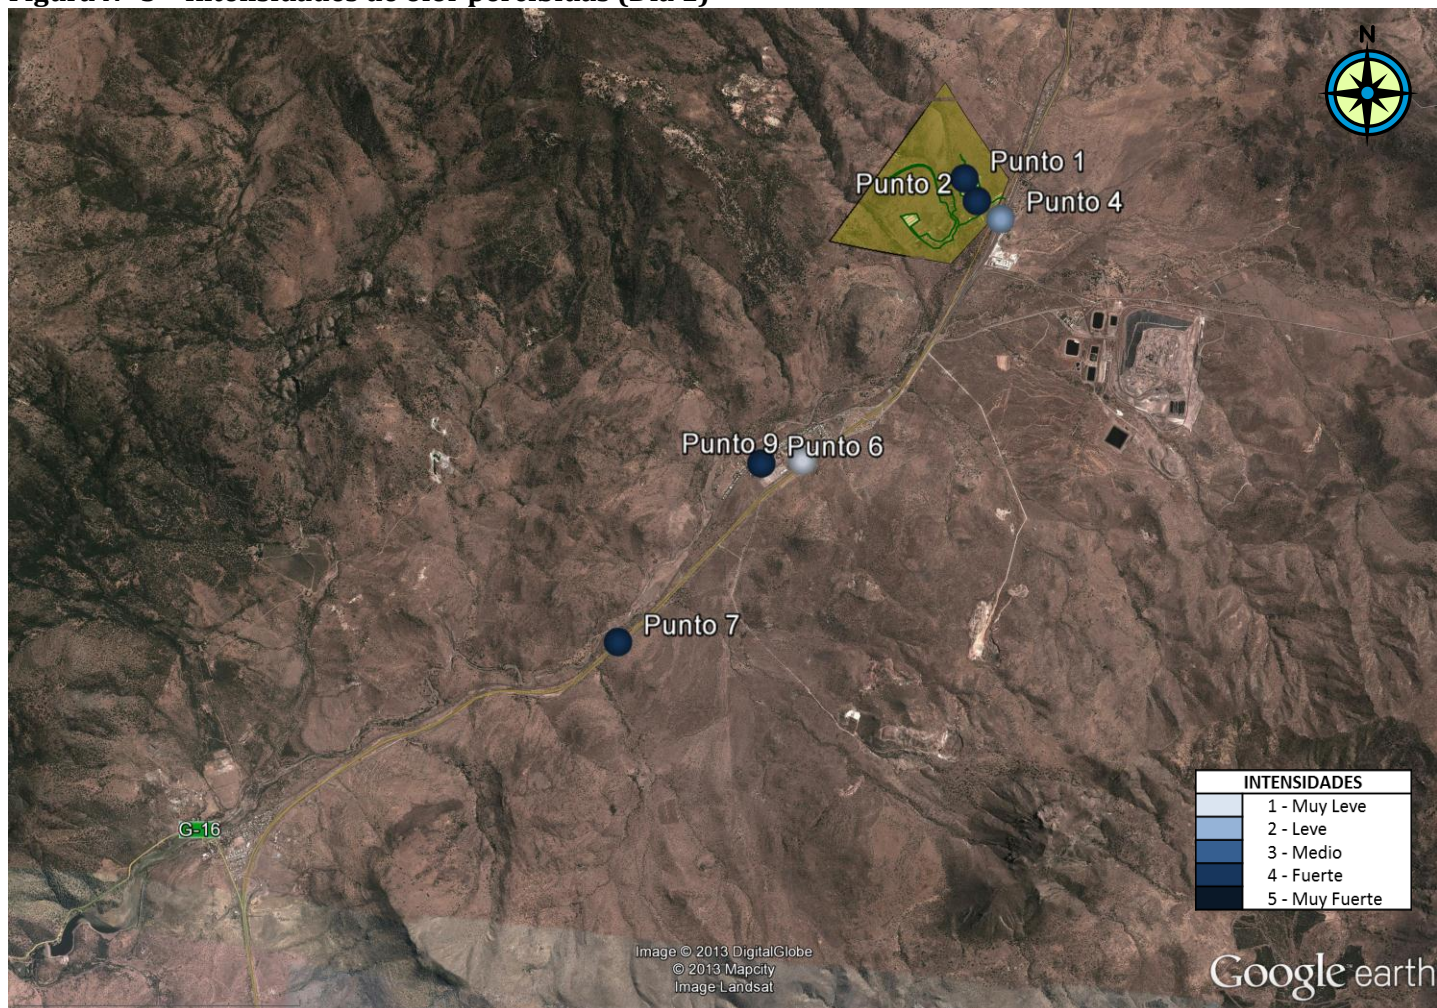 N
Punto 1
Punto 2
Punto 4
Punto 9
Punto 6
Punto 7
G-16
INTENSIDADES
1 - Muy Leve
2 - Leve
3 - Medio
4 - Fuerte
5 - Muy Fuerte
Image © 2013 DigitalGlobe
© 2013 Mapcity
Image Landsat
Google earth